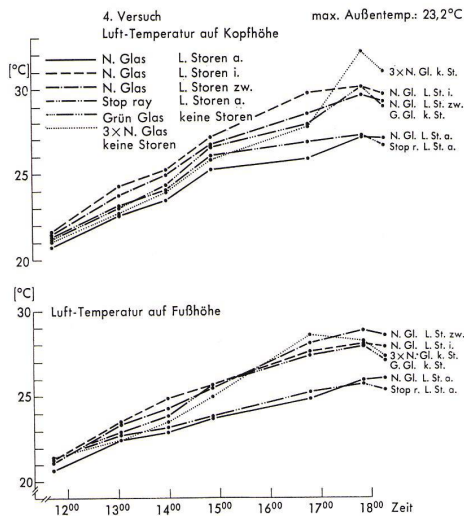 4. Versuch
max. Außentemp.: 23,2°C
Luft-Temperatur auf Kopfhöhe
[°C]
N. Glas L. Storen a.
N. Glas L. Storen i.
N. Glas L. Storen zw.
Stop ray L. Storen a.
Grün Glas keine Storen
3×N. Glas
keine Storen
30
25
20
3×N. Gl. k. St.
N. Gl. L. St. i.
N. Gl. L. St. zw.
G. Gl. k. St.
N. Gl. L. St. a.
Stop r. L. St. a.
[°C]
Luft-Temperatur auf Fußhöhe
30
25
20
N. Gl. L. St. zw.
N. Gl. L. St. i.
3×N. Gl. k. St.
G. Gl. k. St.
N. Gl. L. St. a.
Stop r. L. St. a.
12⁰⁰ 13⁰⁰ 14⁰⁰ 15⁰⁰ 16⁰⁰ 17⁰⁰ 18⁰⁰ Zeit